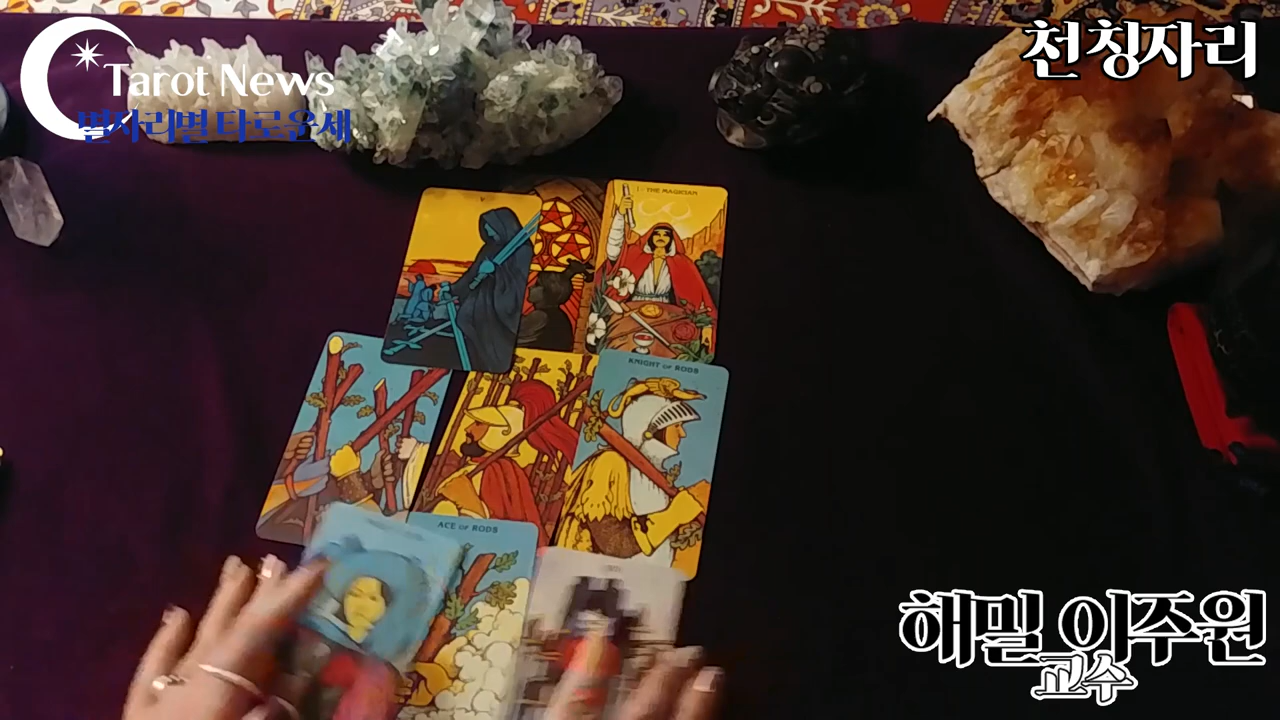 Tarot News
별자리별 타로운세
천칭자리
V
I - THE MAGICIAN
KNIGHT OF RODS
ACE OF RODS
해밀 이주원
교수